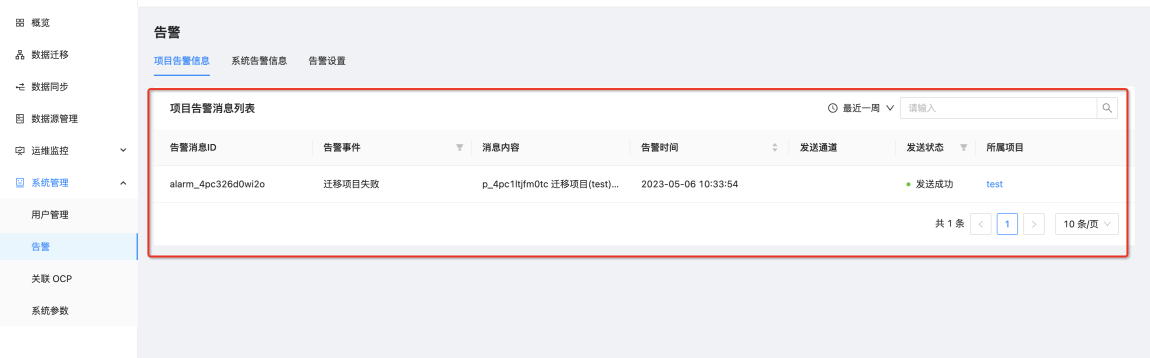 概览
数据迁移
数据同步
数据源管理
运维监控
系统管理
用户管理
告警
关联 OCP
系统参数
告警
项目告警信息 系统告警信息 告警设置
项目告警消息列表 最近一周 请输入
告警消息ID 告警事件 消息内容 告警时间 发送通道 发送状态 所属项目
alarm_4pc326d0wi2o 迁移项目失败 p_4pc1ltjfm0tc 迁移项目(test)... 2023-05-06 10:33:54 发送成功 test
共 1 条 < 1 > 10 条/页